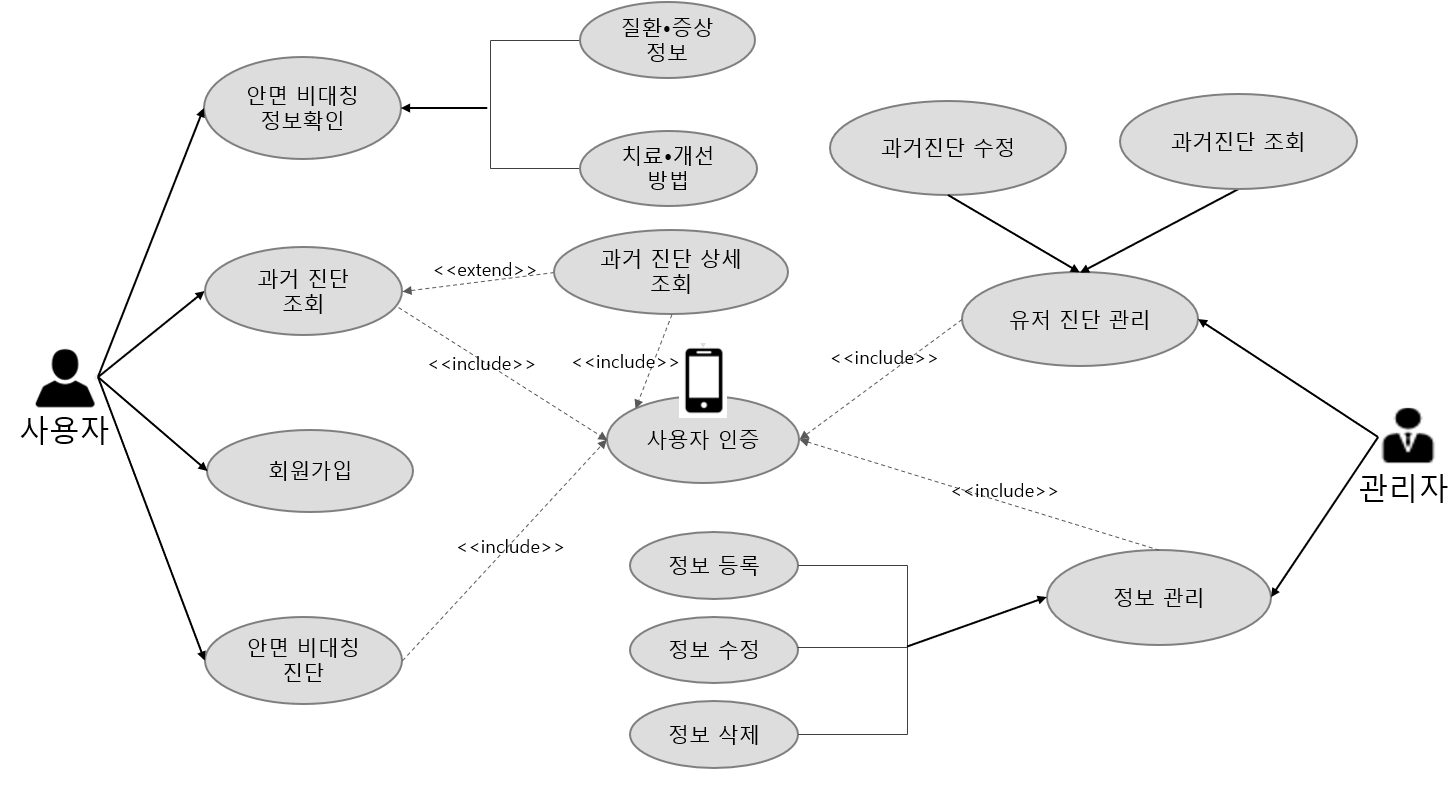 질환•증상
정보
안면 비대칭
정보확인
치료•개선
방법
과거진단 수정
과거진단 조회
과거 진단
조회
<<extend>>
과거 진단 상세
조회
유저 진단 관리
<<include>>
<<include>>
<<include>>
사용자
사용자 인증
회원가입
관리자
<<include>>
<<include>>
정보 등록
정보 관리
안면 비대칭
진단
정보 수정
정보 삭제